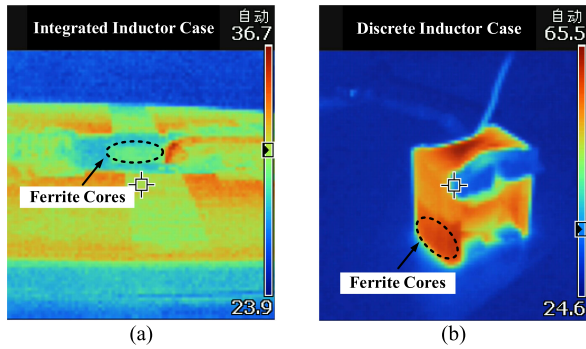 自动
Integrated Inductor Case
36.7
Ferrite Cores
23.9
(a)
自动
Discrete Inductor Case
65.5
Ferrite Cores
24.6
(b)